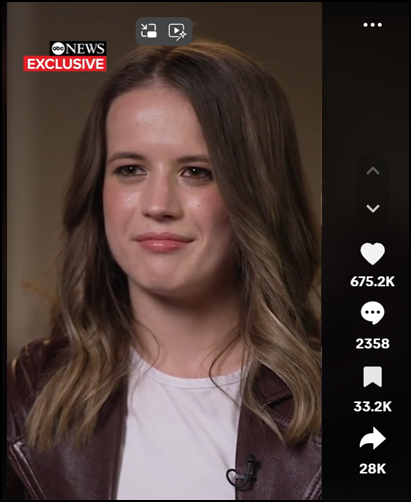 abc NEWS
EXCLUSIVE
675.2K
2358
33.2K
28K